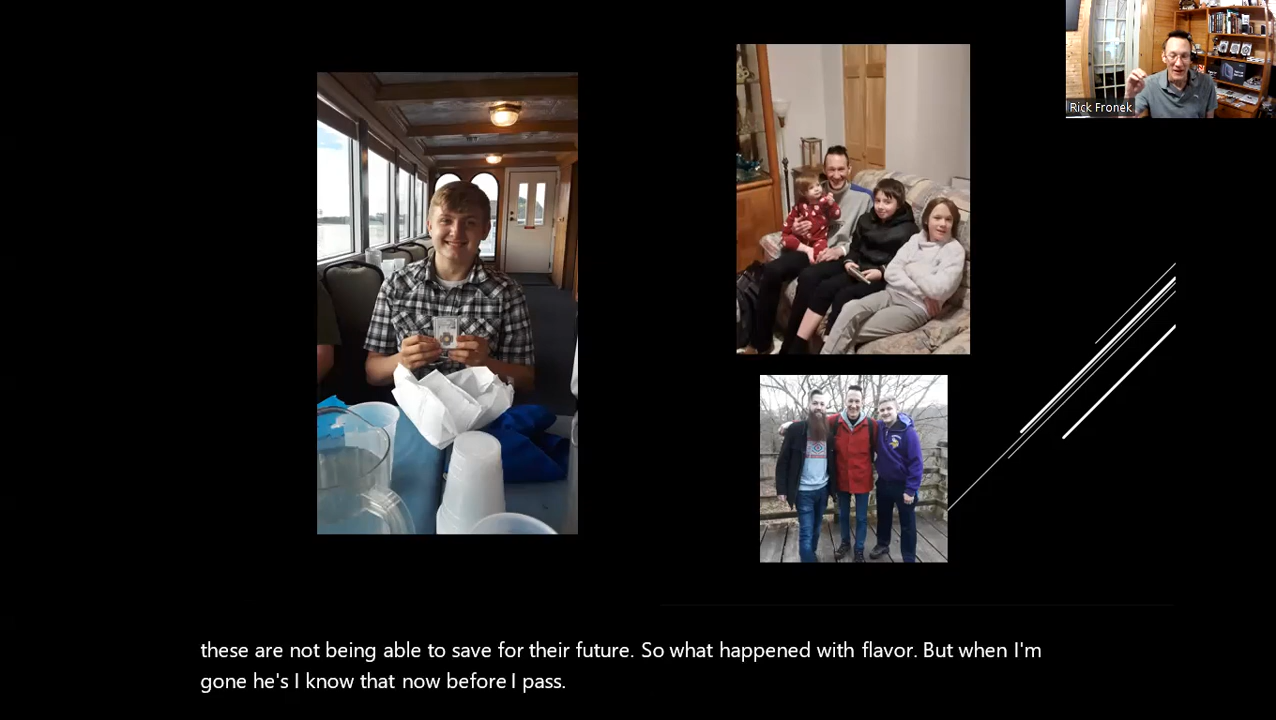 Rick Fronek
these are not being able to save for their future. So what happened with flavor. But when I'm
gone he's I know that now before I pass.